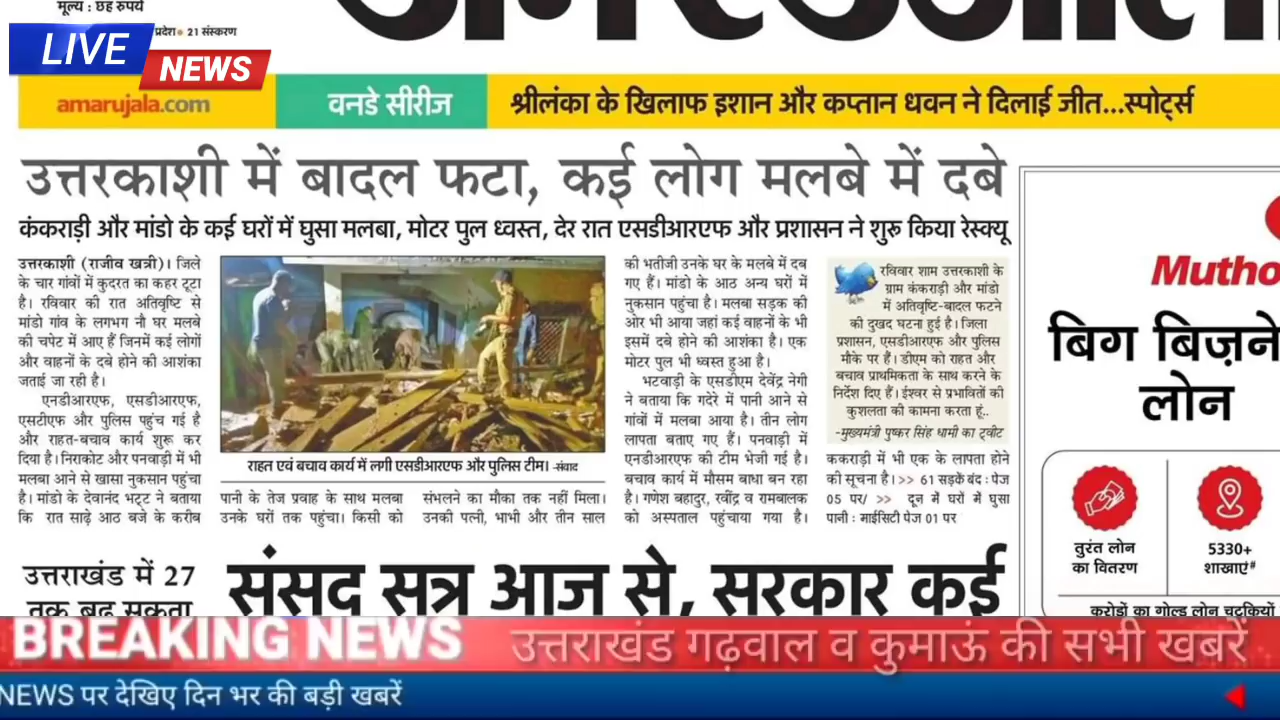 मूल्य : छह रुपये
प्रदेश● 21 संस्करण
LIVE
NEWS
amarujala.com
वनडे सीरीज
श्रीलंका के खिलाफ इशान और कप्तान धवन ने दिलाई जीत...स्पोर्ट्स
उत्तरकाशी में बादल फटा, कई लोग मलबे में दबे
कंकराड़ी और मांडो के कई घरों में घुसा मलबा, मोटर पुल ध्वस्त, देर रात एसडीआरएफ और प्रशासन ने शुरू किया रेस्क्यू
उत्तरकाशी (राजीव खत्री)। जिले
के चार गांवों में कुदरत का कहर टूटा
है। रविवार की रात अतिवृष्टि से
मांडो गांव के लगभग नौ घर मलबे
की चपेट में आए हैं जिनमें कई लोगों
और वाहनों के दबे होने की आशंका
जताई जा रही है।
एनडीआरएफ, एसडीआरएफ,
एसटीएफ और पुलिस पहुंच गई है
और राहत-बचाव कार्य शुरू कर
दिया है। निराकोट और पनवाड़ी में भी
मलबा आने से खासा नुकसान पहुंचा
है। मांडो के देवानंद भट्ट ने बताया
कि रात साढ़े आठ बजे के करीब
राहत एवं बचाव कार्य में लगी एसडीआरएफ और पुलिस टीम। -संवाद
पानी के तेज प्रवाह के साथ मलबा
उनके घरों तक पहुंचा। किसी को
संभलने का मौका तक नहीं मिला।
उनकी पत्नी, भाभी और तीन साल
की भतीजी उनके घर के मलबे में दब
गए हैं। मांडो के आठ अन्य घरों में
नुकसान पहुंचा है। मलबा सड़क की
ओर भी आया जहां कई वाहनों के भी
इसमें दबे होने की आशंका है। एक
मोटर पुल भी ध्वस्त हुआ है।
भटवाड़ी के एसडीएम देवेंद्र नेगी
ने बताया कि गदेरे में पानी आने से
गांवों में मलबा आया है। तीन लोग
लापता बताए गए हैं। पनवाड़ी में
एनडीआरएफ की टीम भेजी गई है।
बचाव कार्य में मौसम बाधा बन रहा
है। गणेश बहादुर, रवींद्र व रामबालक
को अस्पताल पहुंचाया गया है।
रविवार शाम उत्तरकाशी के
ग्राम कंकराड़ी और मांडो
में अतिवृष्टि-बादल फटने
की दुखद घटना हुई है। जिला
प्रशासन, एसडीआरएफ और पुलिस
मौके पर हैं। डीएम को राहत और
बचाव प्राथमिकता के साथ करने के
निर्देश दिए हैं। ईश्वर से प्रभावितों की
कुशलता की कामना करता हूं..
-मुख्यमंत्री पुष्कर सिंह धामी का ट्वीट
ककराड़ी में भी एक के लापता होने
की सूचना है। >> 61 सड़कें बंद : पेज
05 पर/ >> दून में घरों में घुसा
पानी : माईसिटी पेज 01 पर
Mutho
बिग बिज़ने
लोन
तुरंत लोन
का वितरण
5330+
शाखाएं#
करोड़ों का गोल्ड लोन चुटकियों
उत्तराखंड में 27
तक बढ़ सकता
संसद सत्र आज से, सरकार कई
BREAKING NEWS
उत्तराखंड गढ़वाल व कुमाऊं की सभी खबरें
NEWS पर देखिए दिन भर की बड़ी खबरें